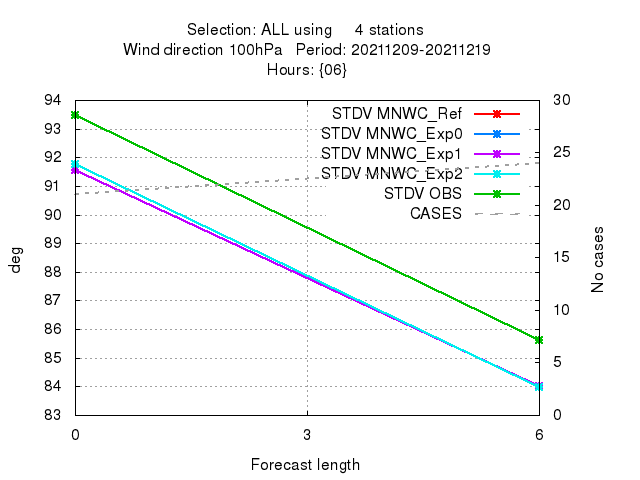 Selection: ALL using 4 stations
Wind direction 100hPa Period: 20211209-20211219
Hours: {06}
94
93
92
91
90
89
88
87
86
85
84
83
deg
STDV MNWC_Ref
STDV MNWC_Exp0
STDV MNWC_Exp1
STDV MNWC_Exp2
STDV OBS
CASES
30
25
20
15
10
5
0
No cases
0 3 6
Forecast length